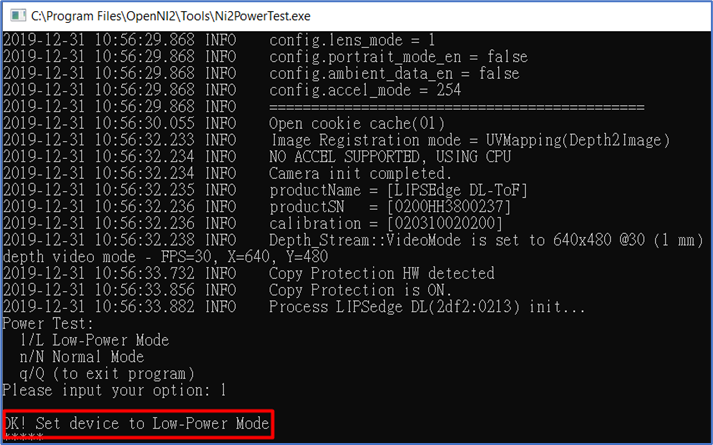 C:\Program Files\OpenNI2\Tools\Ni2PowerTest.exe
2019-12-31 10:56:29.868 INFO    config.lens_mode = 1
2019-12-31 10:56:29.868 INFO    config.portrait_mode_en = false
2019-12-31 10:56:29.868 INFO    config.ambient_data_en = false
2019-12-31 10:56:29.868 INFO    config.accel_mode = 254
2019-12-31 10:56:29.868 INFO    =============================================
2019-12-31 10:56:30.055 INFO    Open cookie cache(01)
2019-12-31 10:56:32.233 INFO    Image Registration mode = UVMapping(Depth2Image)
2019-12-31 10:56:32.234 INFO    NO ACCEL SUPPORTED, USING CPU
2019-12-31 10:56:32.234 INFO    Camera init completed.
2019-12-31 10:56:32.235 INFO    productName = [LIPSEdge DL-ToF]
2019-12-31 10:56:32.236 INFO    productSN   = [0200HH3800237]
2019-12-31 10:56:32.236 INFO    calibration = [020310020200]
2019-12-31 10:56:32.238 INFO    Depth_Stream::VideoMode is set to 640x480 @30 (1 mm)
depth video mode - FPS=30, X=640, Y=480
2019-12-31 10:56:33.732 INFO    Copy Protection HW detected
2019-12-31 10:56:33.856 INFO    Copy Protection is ON.
2019-12-31 10:56:33.882 INFO    Process LIPSedge DL(2df2:0213) init...
Power Test:
  l/L Low-Power Mode
  n/N Normal Mode
  q/Q (to exit program)
Please input your option: l
OK! Set device to Low-Power Mode
*****